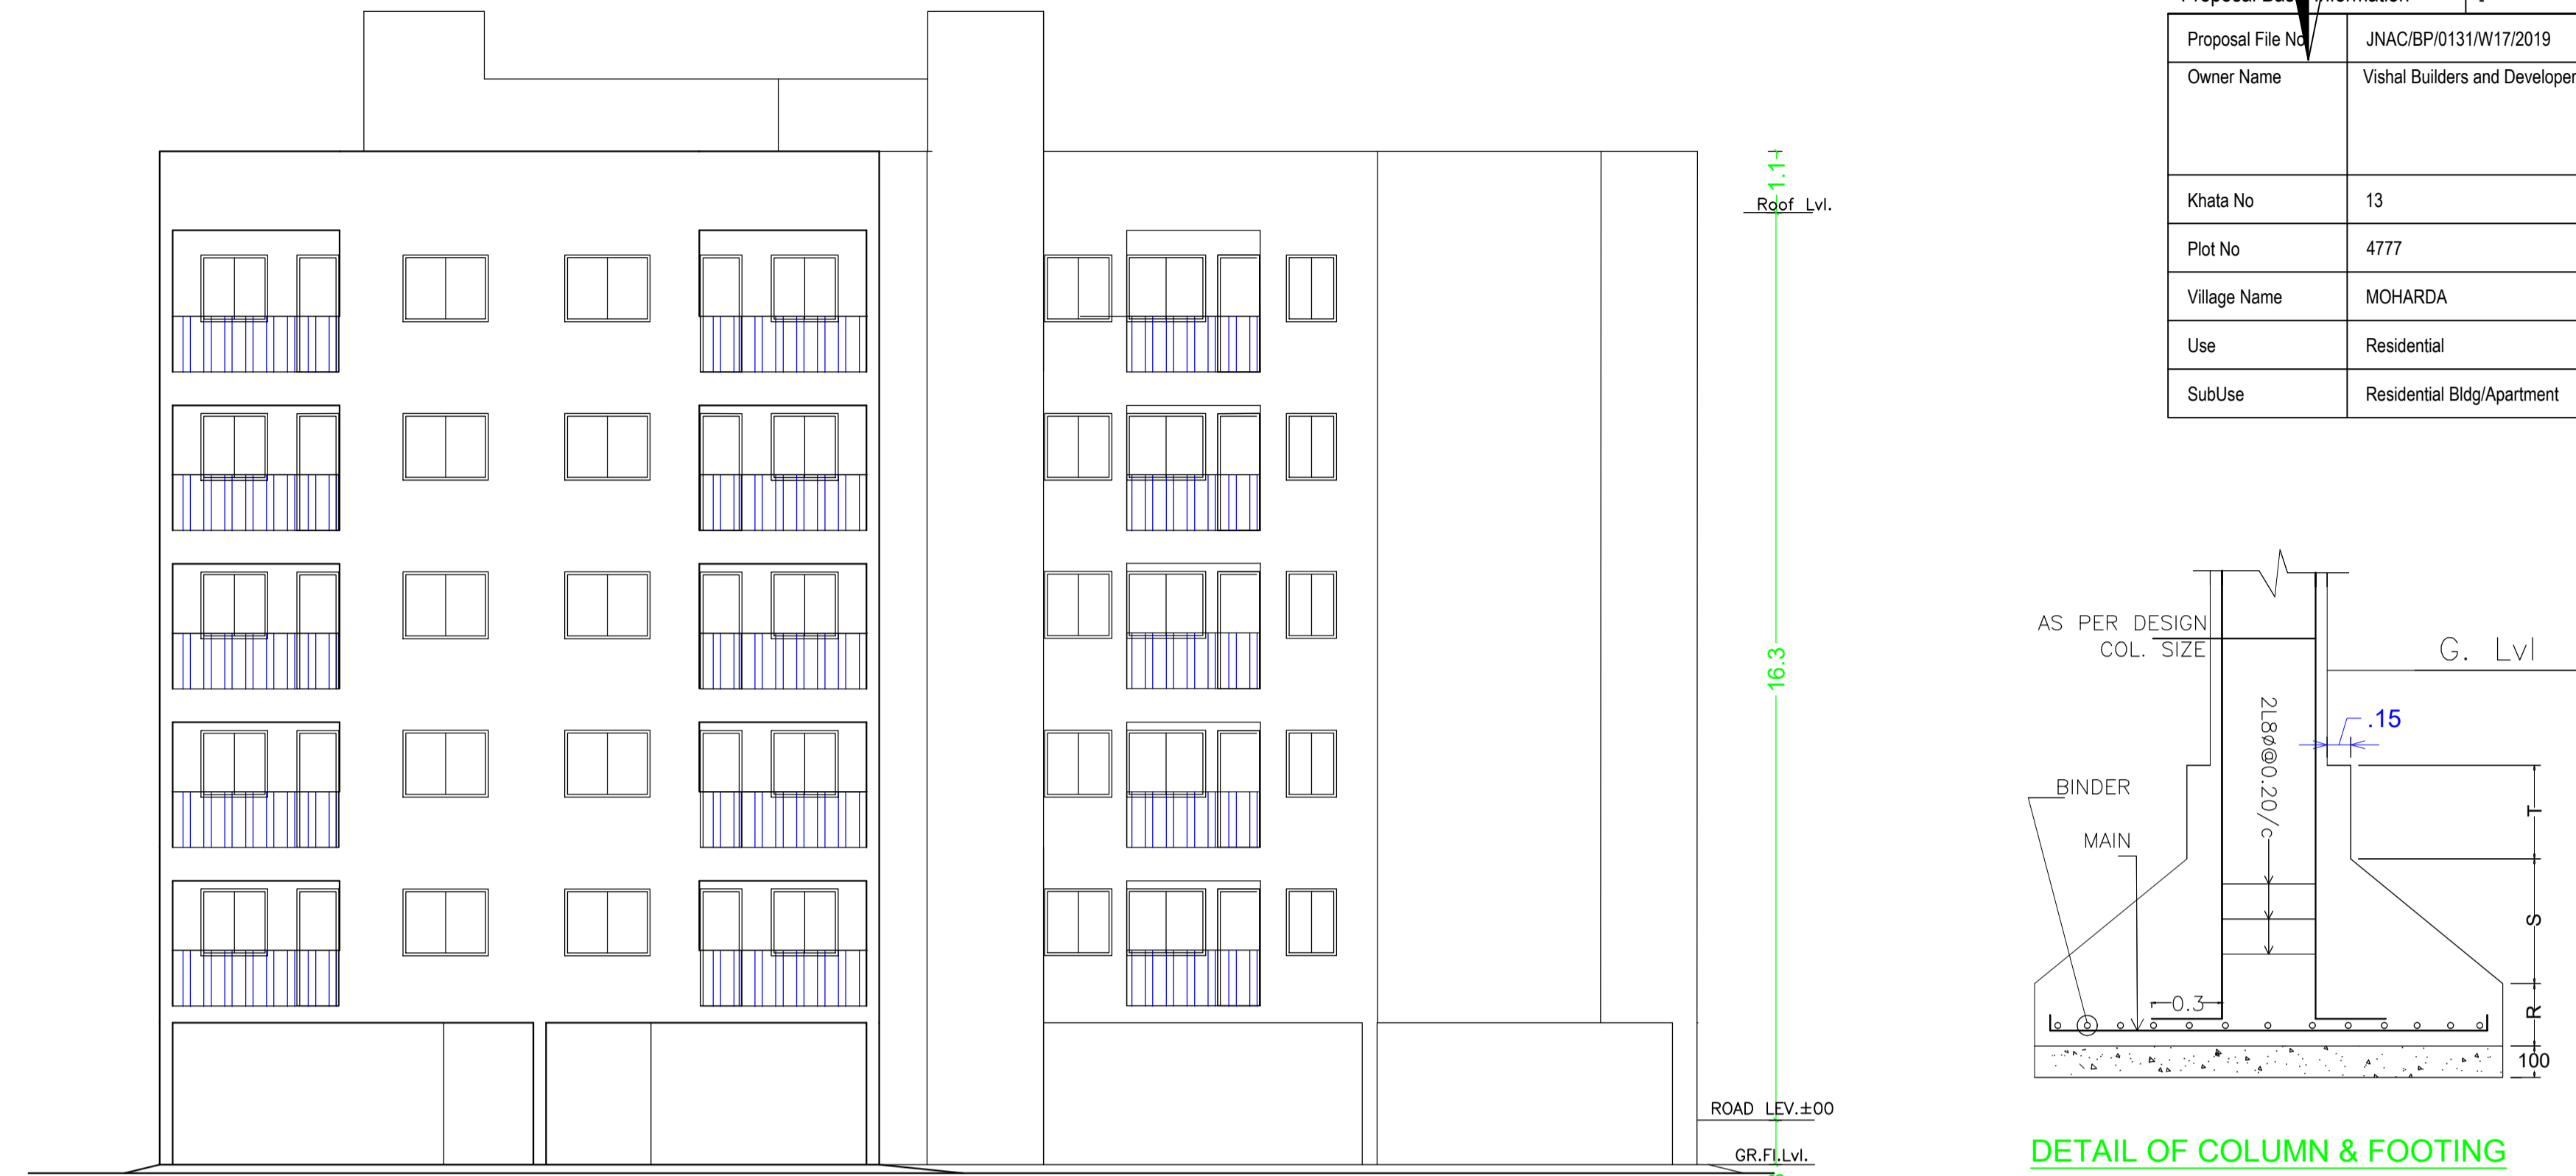 Proposal File No JNAC/BP/0131/W17/2019
Owner Name Vishal Builders and Developer
Khata No 13
Plot No 4777
Village Name MOHARDA
Use Residential
SubUse Residential Bldg/Apartment
1.1
Roof Lvl.
16.3
ROAD LEV.±00
GR.Fl.Lvl.
AS PER DESIGN
COL. SIZE
G. Lvl
.15
2L8ø@0.20/c
BINDER
MAIN
T
S
0.3
R
100
DETAIL OF COLUMN & FOOTING